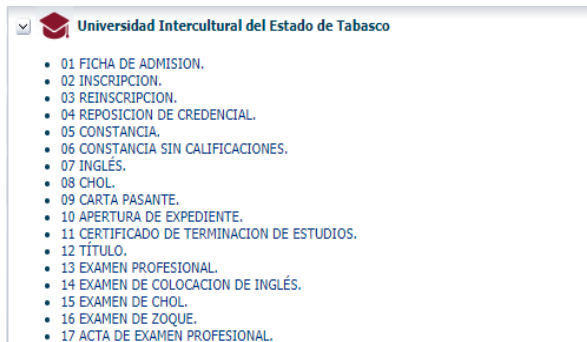 Universidad Intercultural del Estado de Tabasco
01 FICHA DE ADMISION.
02 INSCRIPCION.
03 REINSCRIPCION.
04 REPOSICION DE CREDENCIAL.
05 CONSTANCIA.
06 CONSTANCIA SIN CALIFICACIONES.
07 INGLÉS.
08 CHOL.
09 CARTA PASANTE.
10 APERTURA DE EXPEDIENTE.
11 CERTIFICADO DE TERMINACION DE ESTUDIOS.
12 TÍTULO.
13 EXAMEN PROFESIONAL.
14 EXAMEN DE COLOCACION DE INGLÉS.
15 EXAMEN DE CHOL.
16 EXAMEN DE ZOQUE.
17 ACTA DE EXAMEN PROFESIONAL.